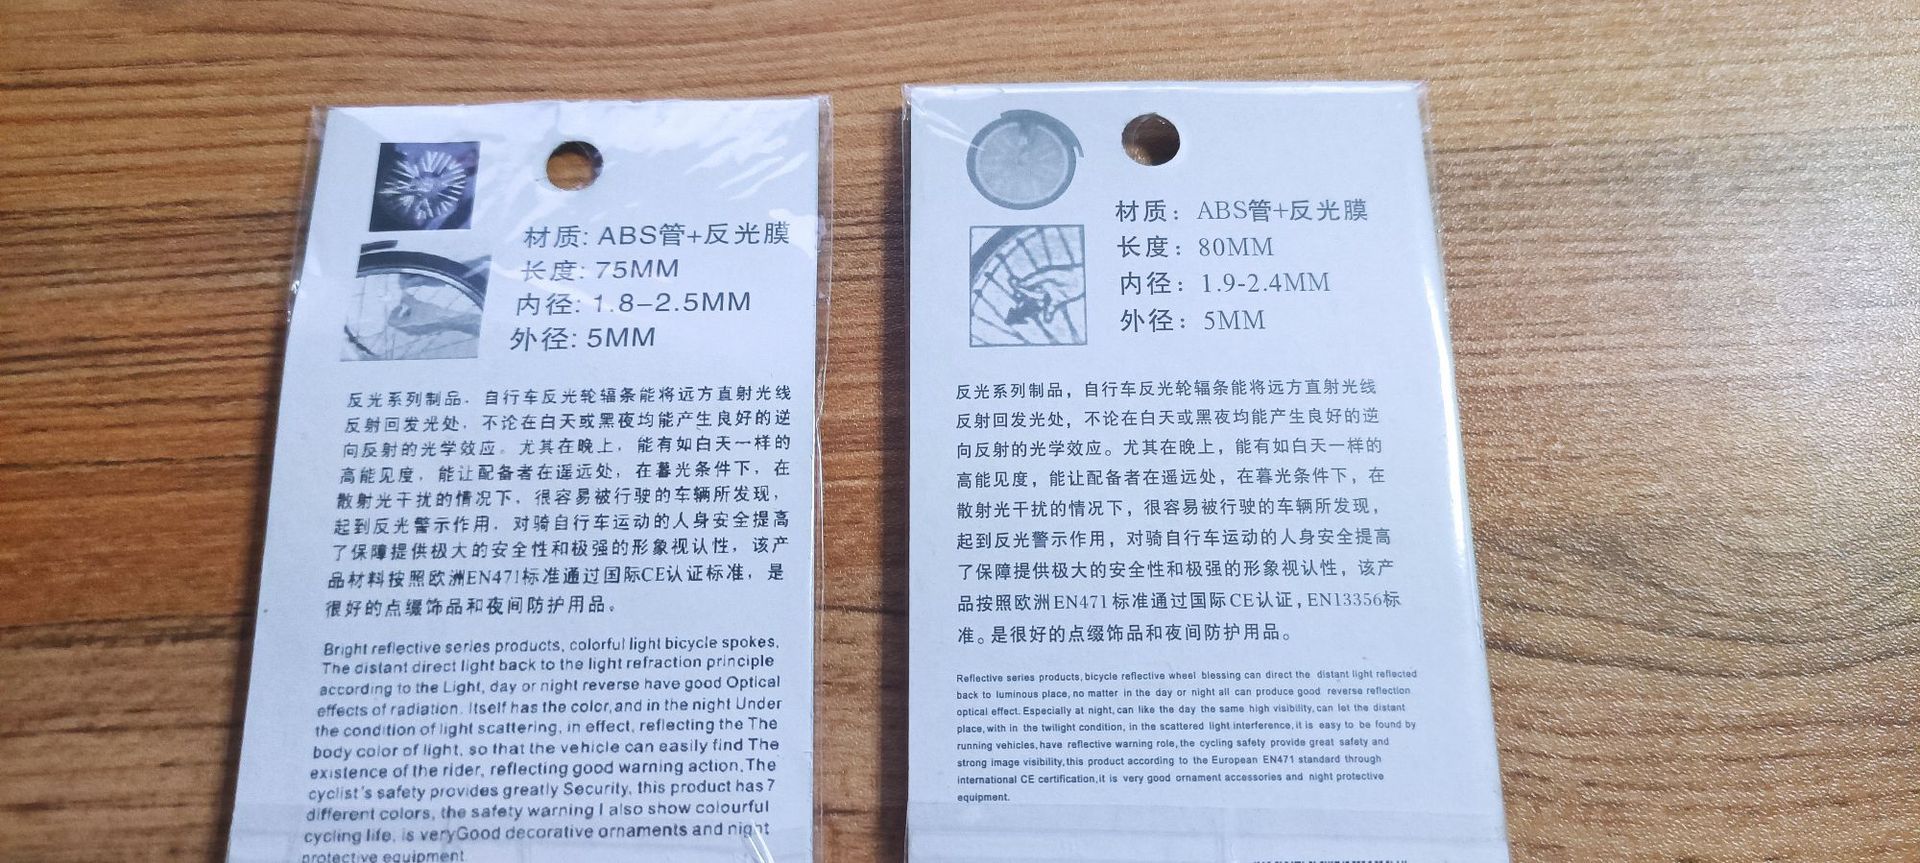 材质: ABS管+反光膜
长度: 75MM
内径: 1.8-2.5MM
外径: 5MM
反光系列制品，自行车反光轮辐条能将远方直射光线
反射回发光处，不论在白天或黑夜均能产生良好的逆
向反射的光学效应。尤其在晚上，能有如白天一样的
高能见度，能让配备者在遥远处，在暮光条件下，在
散射光干扰的情况下，很容易被行驶的车辆所发现，
起到反光警示作用，对骑自行车运动的人身安全提高
了保障提供极大的安全性和极强的形象视认性，该产
品材料按照欧洲EN471标准通过国际CE认证标准，是
很好的点缀饰品和夜间防护用品。
Bright reflective series products, colorful light bicycle spokes,
The distant direct light back to the light refraction principle
according to the Light, day or night reverse have good Optical
effects of radiation. Itself has the color,and in the night Under
the condition of light scattering, in effect, reflecting the The
body color of light, so that the vehicle can easily find The
existence of the rider, reflecting good warning action, The
cyclist's safety provides greatly Security, this product has 7
different colors, the safety warning I also show colourful
cycling life, is veryGood decorative ornaments and night
protective equipment
材质：ABS管+反光膜
长度：80MM
内径：1.9-2.4MM
外径：5MM
反光系列制品，自行车反光轮辐条能将远方直射光线
反射回发光处，不论在白天或黑夜均能产生良好的逆
向反射的光学效应。尤其在晚上，能有如白天一样的
高能见度，能让配备者在遥远处，在暮光条件下，在
散射光干扰的情况下，很容易被行驶的车辆所发现，
起到反光警示作用，对骑自行车运动的人身安全提高
了保障提供极大的安全性和极强的形象视认性，该产
品按照欧洲EN471标准通过国际CE认证，EN13356标
准。是很好的点缀饰品和夜间防护用品。
Reflective series products, bicycle reflective wheel blessing can direct the distant light reflected
back to luminous place, no matter in the day or night all can produce good reverse reflection
optical effect. Especially at night, can like the day the same high visibility, can let the distant
place, with in the twilight condition, in the scattered light interference, it is easy to be found by
running vehicles, have reflective warning role, the cycling safety provide great safety and
strong image visibility, this product according to the European EN471 standard through
international CE certification, it is very good ornament accessories and night protective
equipment.